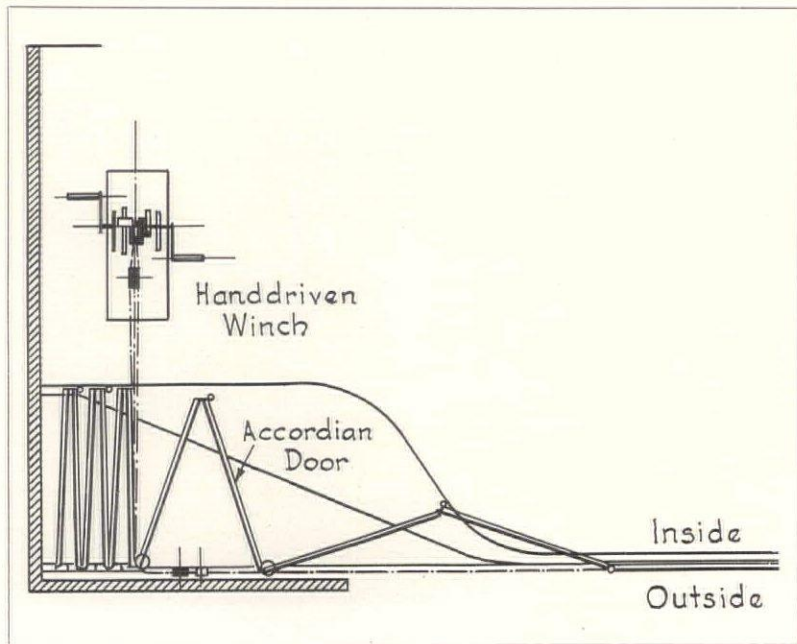 Handdriven
Winch
Accordian
Door
Inside
Outside